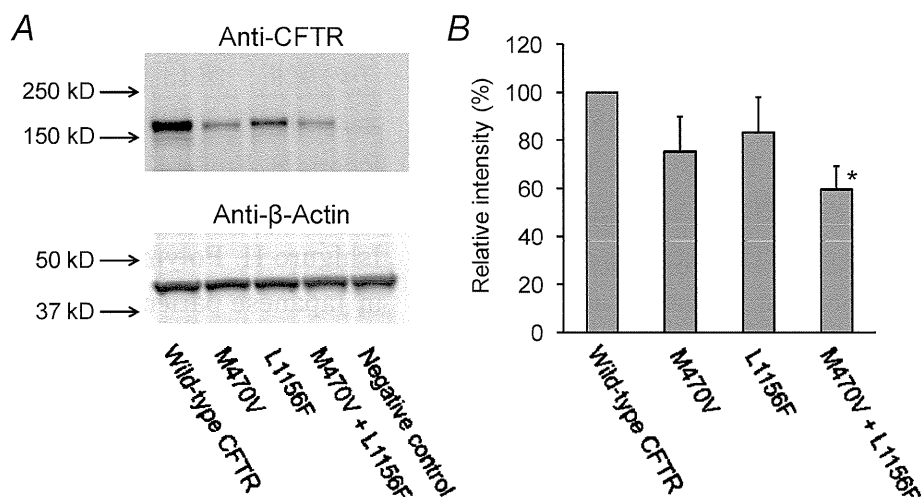 A
Anti-CFTR
250 kD
150 kD
Anti-β-Actin
50 kD
37 kD
Wild-type CFTR
M470V
L1156F
M470V + L1156F
Negative control
B
Relative intensity (%)
120
100
80
60
40
20
0
*
Wild-type CFTR
M470V
L1156F
M470V + L1156F